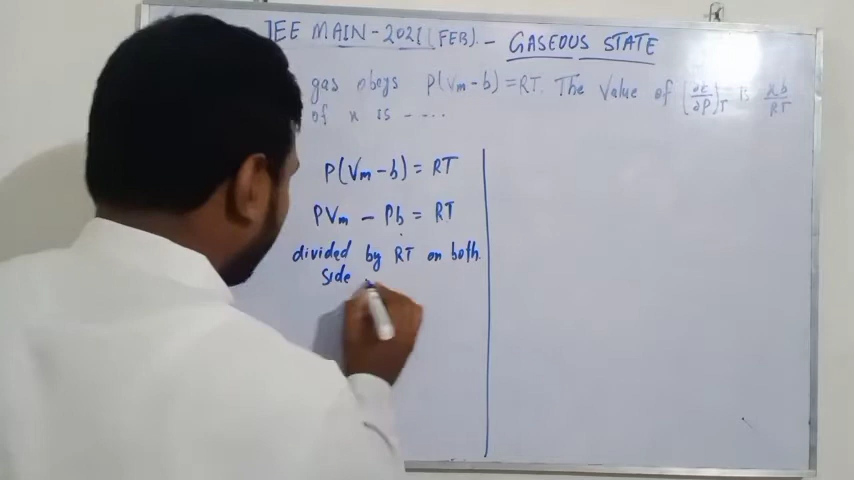 JEE MAIN-2021 (FEB). - GASEOUS STATE
gas obeys P(Vm-b)=RT. The Value of (∂Z/∂P)T is xb/RT
of x is ----
P(Vm-b) = RT
PVm - Pb = RT
divided by RT on both
side